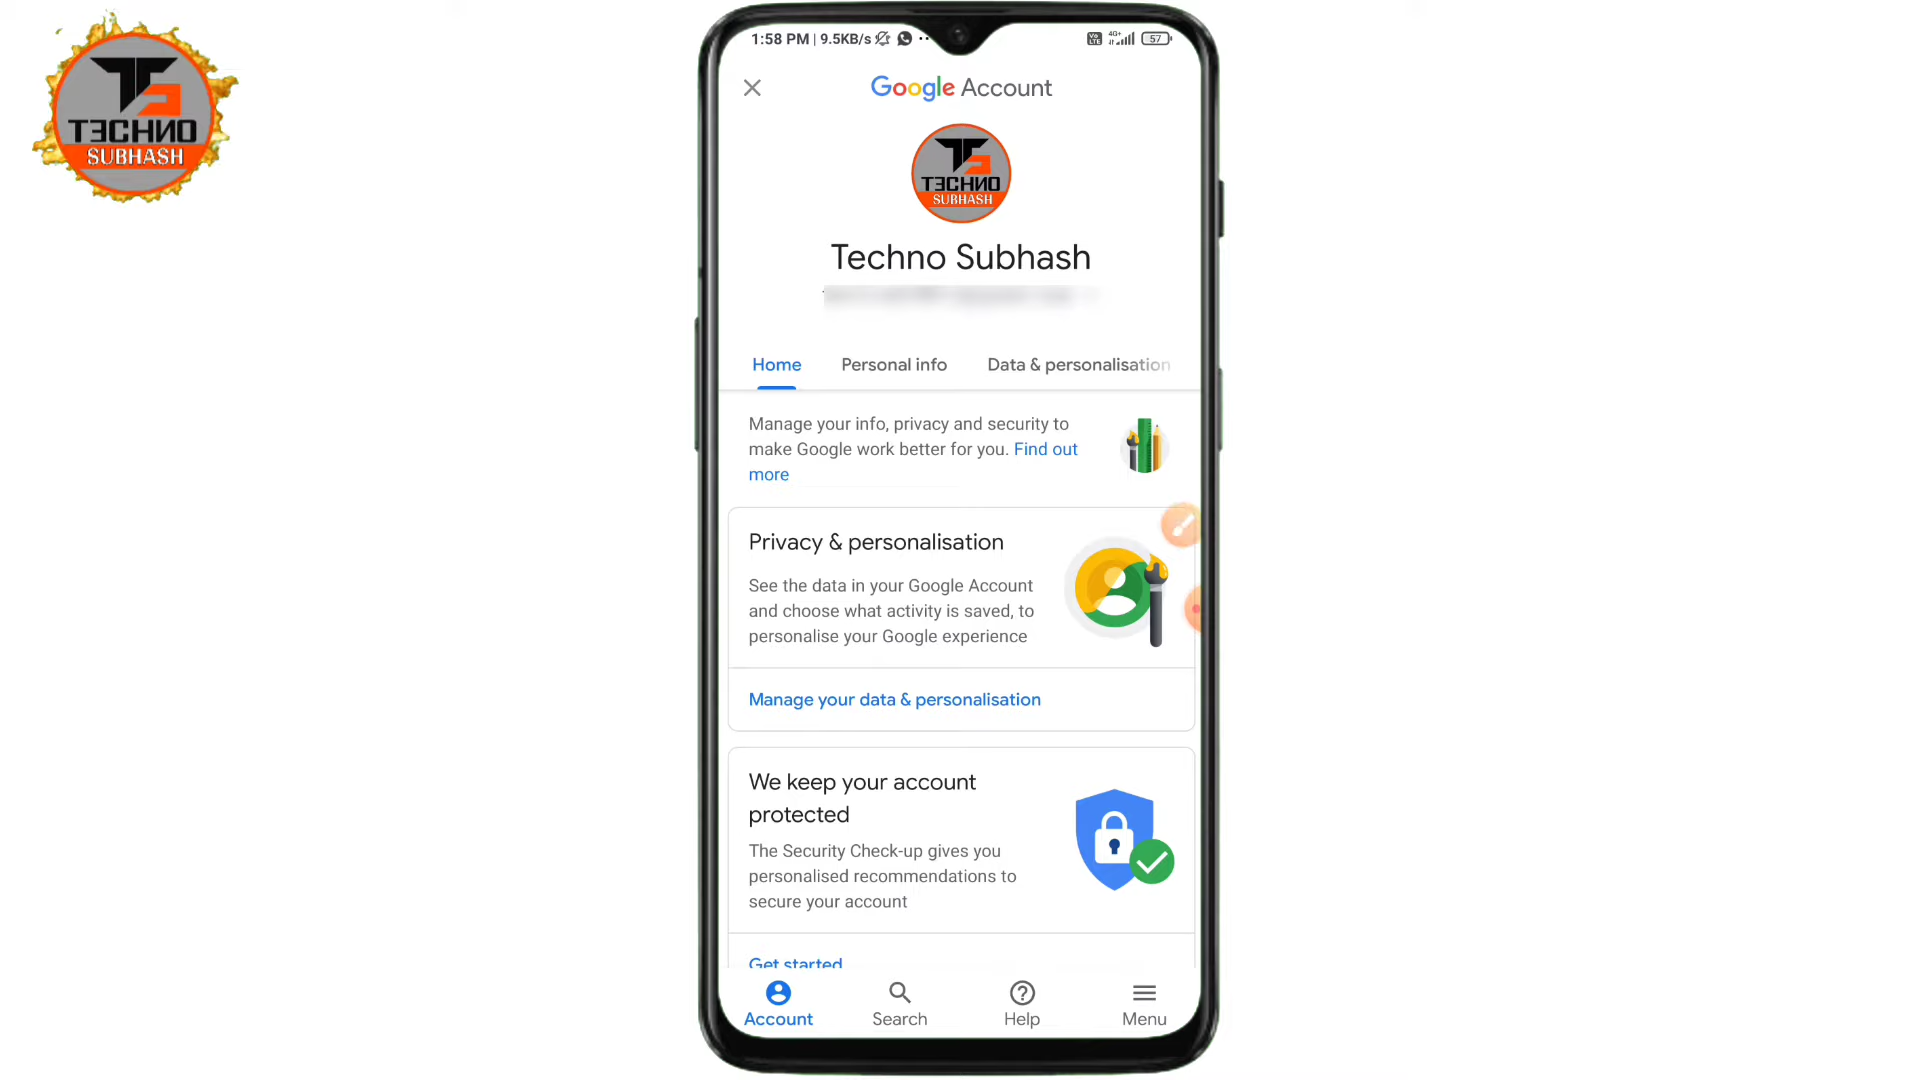 TECHNO
SUBHASH
1:58 PM | 9.5KB/s
Vo
LTE
4G+
57
Google Account
TECHNO
SUBHASH
Techno Subhash
Home
Personal info
Data & personalisation
Manage your info, privacy and security to
make Google work better for you. Find out
more
Privacy & personalisation
See the data in your Google Account
and choose what activity is saved, to
personalise your Google experience
Manage your data & personalisation
We keep your account
protected
The Security Check-up gives you
personalised recommendations to
secure your account
Get started
Account
Search
Help
Menu